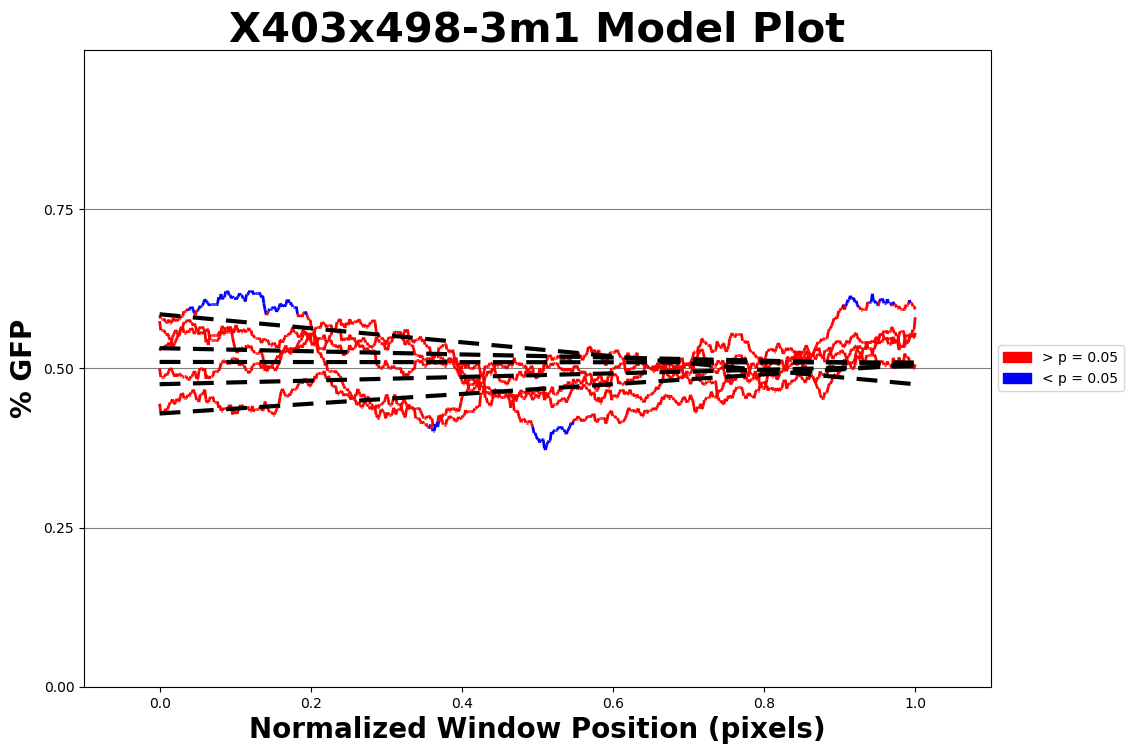 X403x498-3m1 Model Plot
% GFP
0.75
0.50
0.25
0.00
0.0 0.2 0.4 0.6 0.8 1.0
Normalized Window Position (pixels)
> p = 0.05
< p = 0.05